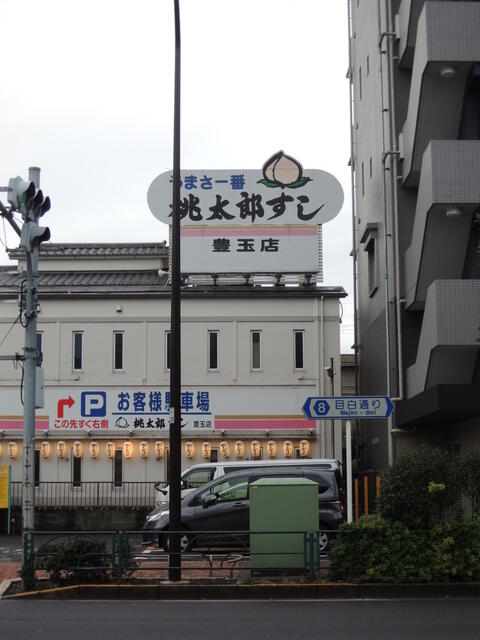 うまさ一番
桃太郎すし
豊玉店
P お客様駐車場
この先すぐ右側
桃太郎
豊玉店
8 目白通り
Mejiro-dori